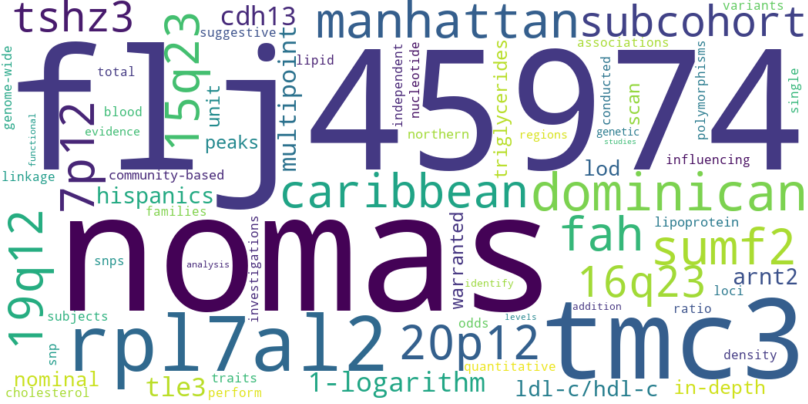 tshz3
cdh13
manhattan
subcohort
variants
suggestive
associations
genome-wide
total
15q23
unit
multipoint
lipid
independent
nucleotide
triglycerides
conducted
scan
polymorphisms
single
flj45974
functional
7p12
blood
evidence
peaks
northern
regions
genetic
studies
linkage
community-based
lod
influencing
hispanics
families
caribbean
dominican
19q12
nomas
snps
analysis
investigations
warranted
fah
lipoprotein
sumf2
16q23
arnt2
identify
loci
subjects
rpl7al2
20p12
odds
levels
tmc3
addition
ratio
density
snp
nominal
cholesterol
tle3
traits
perform
1-logarithm
quantitative
ldl-c/hdl-c
in-depth